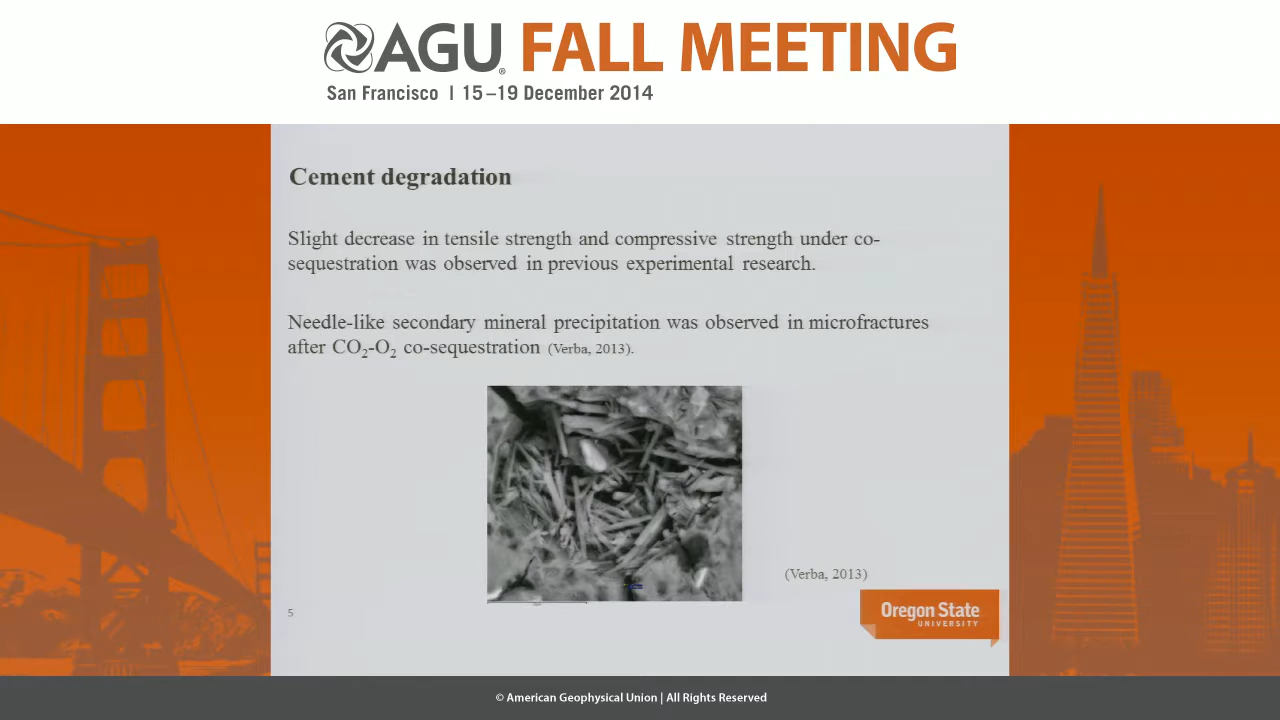 AGU FALL MEETING
San Francisco | 15–19 December 2014
Cement degradation
Slight decrease in tensile strength and compressive strength under co-
sequestration was observed in previous experimental research.
Needle-like secondary mineral precipitation was observed in microfractures
after CO₂-O₂ co-sequestration (Verba, 2013).
(Verba, 2013)
5
Oregon State
UNIVERSITY
© American Geophysical Union | All Rights Reserved